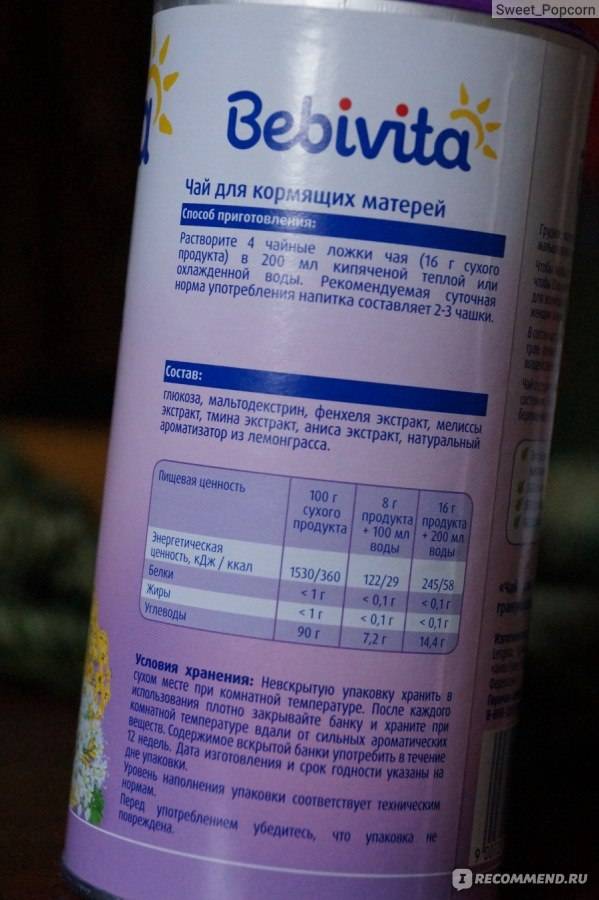 Sweet_Popcorn
Bebivita
Чай для кормящих матерей
Способ приготовления:
Растворите 4 чайные ложки чая (16 г сухого
продукта) в 200 мл кипяченой теплой или
охлажденной воды. Рекомендуемая суточная
норма употребления напитка составляет 2-3 чашки.
Состав:
глюкоза, мальтодекстрин, фенхеля экстракт, мелиссы
экстракт, тмина экстракт, аниса экстракт, натуральный
ароматизатор из лемонграсса.
Пищевая ценность
100 г
сухого
продукта
8 г
продукта
+ 100 мл
воды
16 г
продукта
+ 200 мл
воды
Энергетическая
ценность, кДж / ккал 1530/360 122/29 245/58
Белки < 1 г < 0,1 г < 0,1 г
Жиры < 1 г < 0,1 г < 0,1 г
Углеводы 90 г 7,2 г 14,4 г
Условия хранения: Невскрытую упаковку хранить в
сухом месте при комнатной температуре. После каждого
использования плотно закрывайте банку и храните при
комнатной температуре вдали от сильных ароматических
веществ. Содержимое вскрытой банки употребить в течение
12 недель. Дата изготовления и срок годности указаны на
дне упаковки.
Уровень наполнения упаковки соответствует техническим
нормам.
Перед употреблением убедитесь, что упаковка не
повреждена.
IRECOMMEND.RU